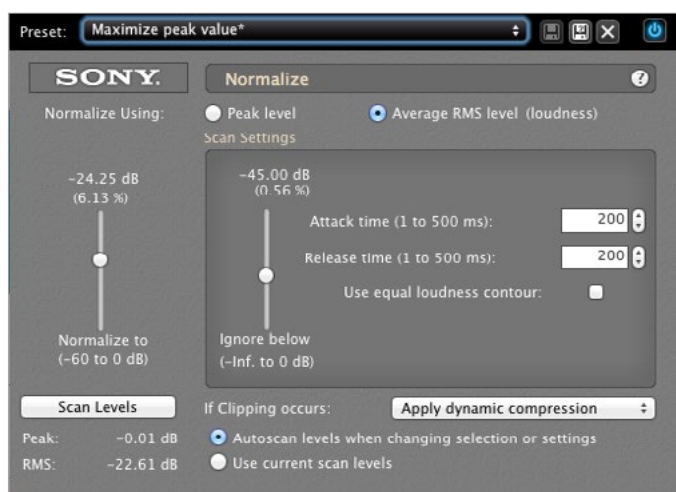 Preset: Maximize peak value*
SONY. Normalize ?
Normalize Using: Peak level Average RMS level (loudness)
Scan Settings
-24.25 dB
(6.13 %)
-45.00 dB
(0.56 %)
Attack time (1 to 500 ms): 200
Release time (1 to 500 ms): 200
Use equal loudness contour:
Normalize to
(-60 to 0 dB)
Ignore below
(-Inf. to 0 dB)
Scan Levels
If Clipping occurs: Apply dynamic compression
Peak: -0.01 dB
Autoscan levels when changing selection or settings
RMS: -22.61 dB
Use current scan levels